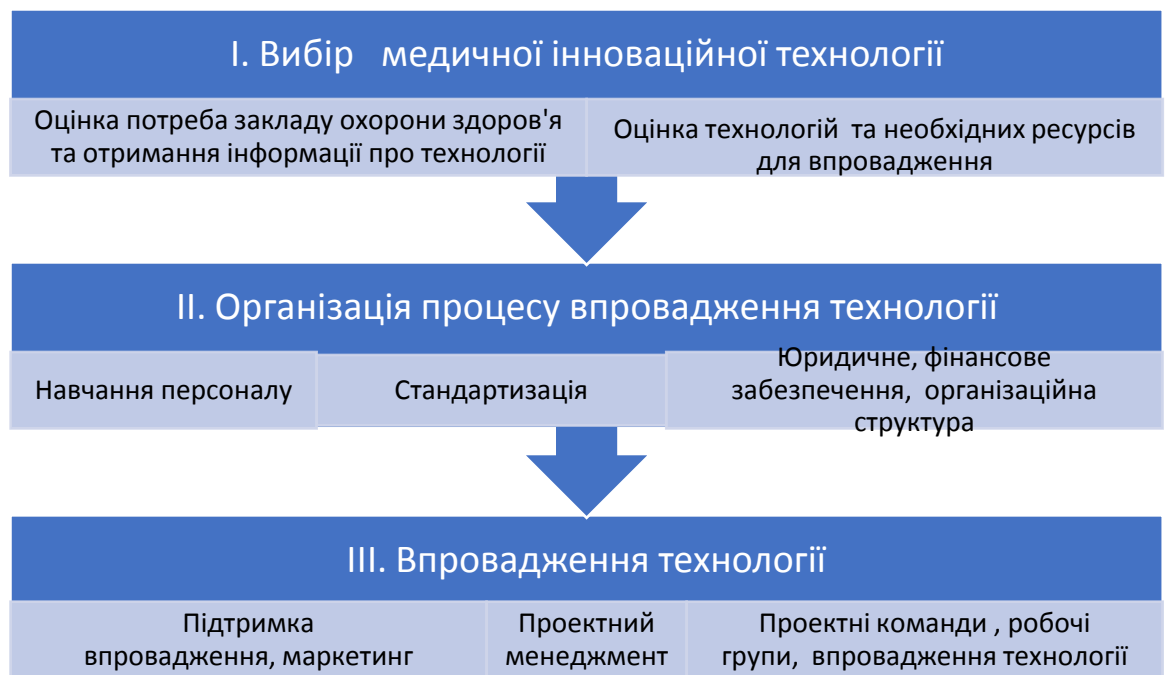 І. Вибір медичної інноваційної технології
Оцінка потреба закладу охорони здоров'я
та отримання інформації про технології
Оцінка технологій та необхідних ресурсів
для впровадження
ІІ. Організація процесу впровадження технології
Навчання персоналу
Стандартизація
Юридичне, фінансове
забезпечення, організаційна
структура
ІІІ. Впровадження технології
Підтримка
впровадження, маркетинг
Проектний
менеджмент
Проектні команди , робочі
групи, впровадження технології